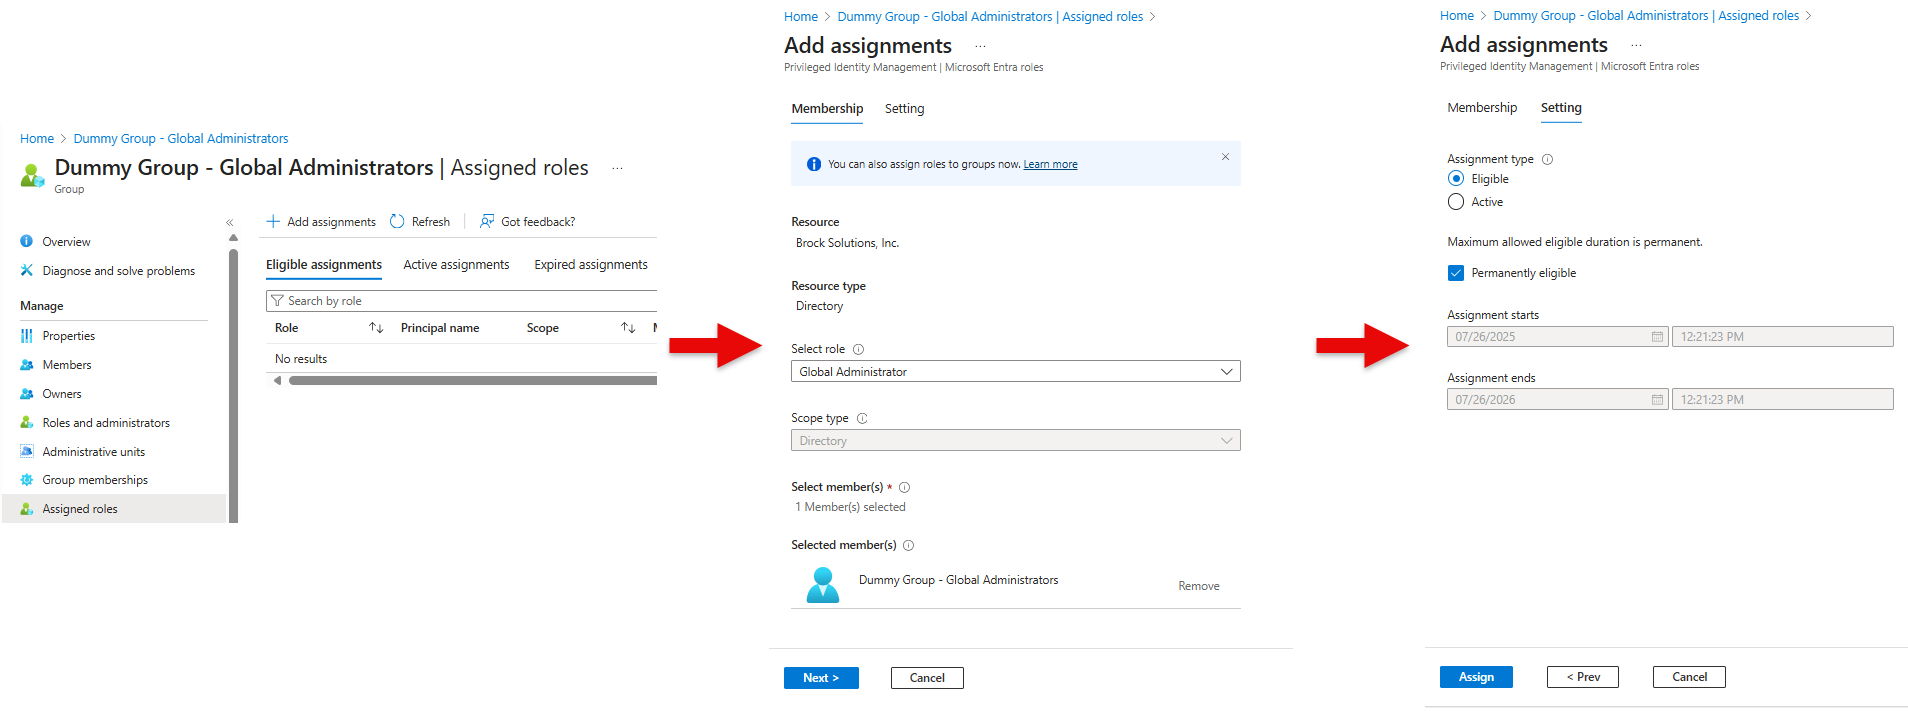 Home > Dummy Group - Global Administrators
Dummy Group - Global Administrators | Assigned roles ...
Group
«
Overview
Diagnose and solve problems
Manage
Properties
Members
Owners
Roles and administrators
Administrative units
Group memberships
Assigned roles
+ Add assignments Refresh | Got feedback?
Eligible assignments Active assignments Expired assignments
Search by role
Role Principal name Scope
No results
Home > Dummy Group - Global Administrators | Assigned roles >
Add assignments ...
Privileged Identity Management | Microsoft Entra roles
Membership Setting
You can also assign roles to groups now. Learn more
Resource
Brock Solutions, Inc.
Resource type
Directory
Select role
Global Administrator
Scope type
Directory
Select member(s) *
1 Member(s) selected
Selected member(s)
Dummy Group - Global Administrators Remove
Next > Cancel
Home > Dummy Group - Global Administrators | Assigned roles >
Add assignments ...
Privileged Identity Management | Microsoft Entra roles
Membership Setting
Assignment type
Eligible
Active
Maximum allowed eligible duration is permanent.
Permanently eligible
Assignment starts
07/26/2025 12:21:23 PM
Assignment ends
07/26/2026 12:21:23 PM
Assign < Prev Cancel